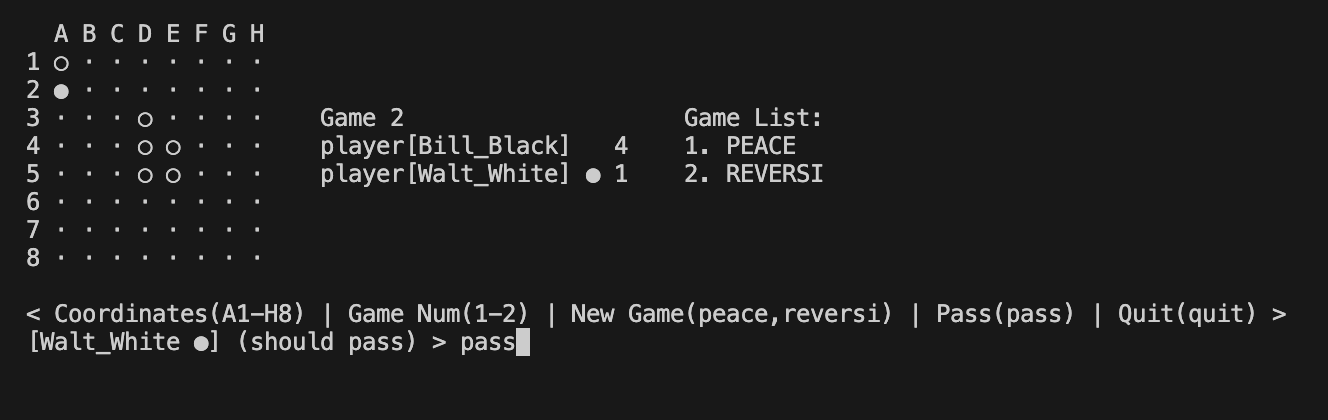 A B C D E F G H
1 ○ · · · · · · ·
2 ● · · · · · · ·
3 · · · ○ · · · · Game 2 Game List:
4 · · · ○ ○ · · · player[Bill_Black] 4 1. PEACE
5 · · · ○ ○ · · · player[Walt_White] ● 1 2. REVERSI
6 · · · · · · · ·
7 · · · · · · · ·
8 · · · · · · · ·
< Coordinates(A1-H8) | Game Num(1-2) | New Game(peace,reversi) | Pass(pass) | Quit(quit) >
[Walt_White ●] (should pass) > pass